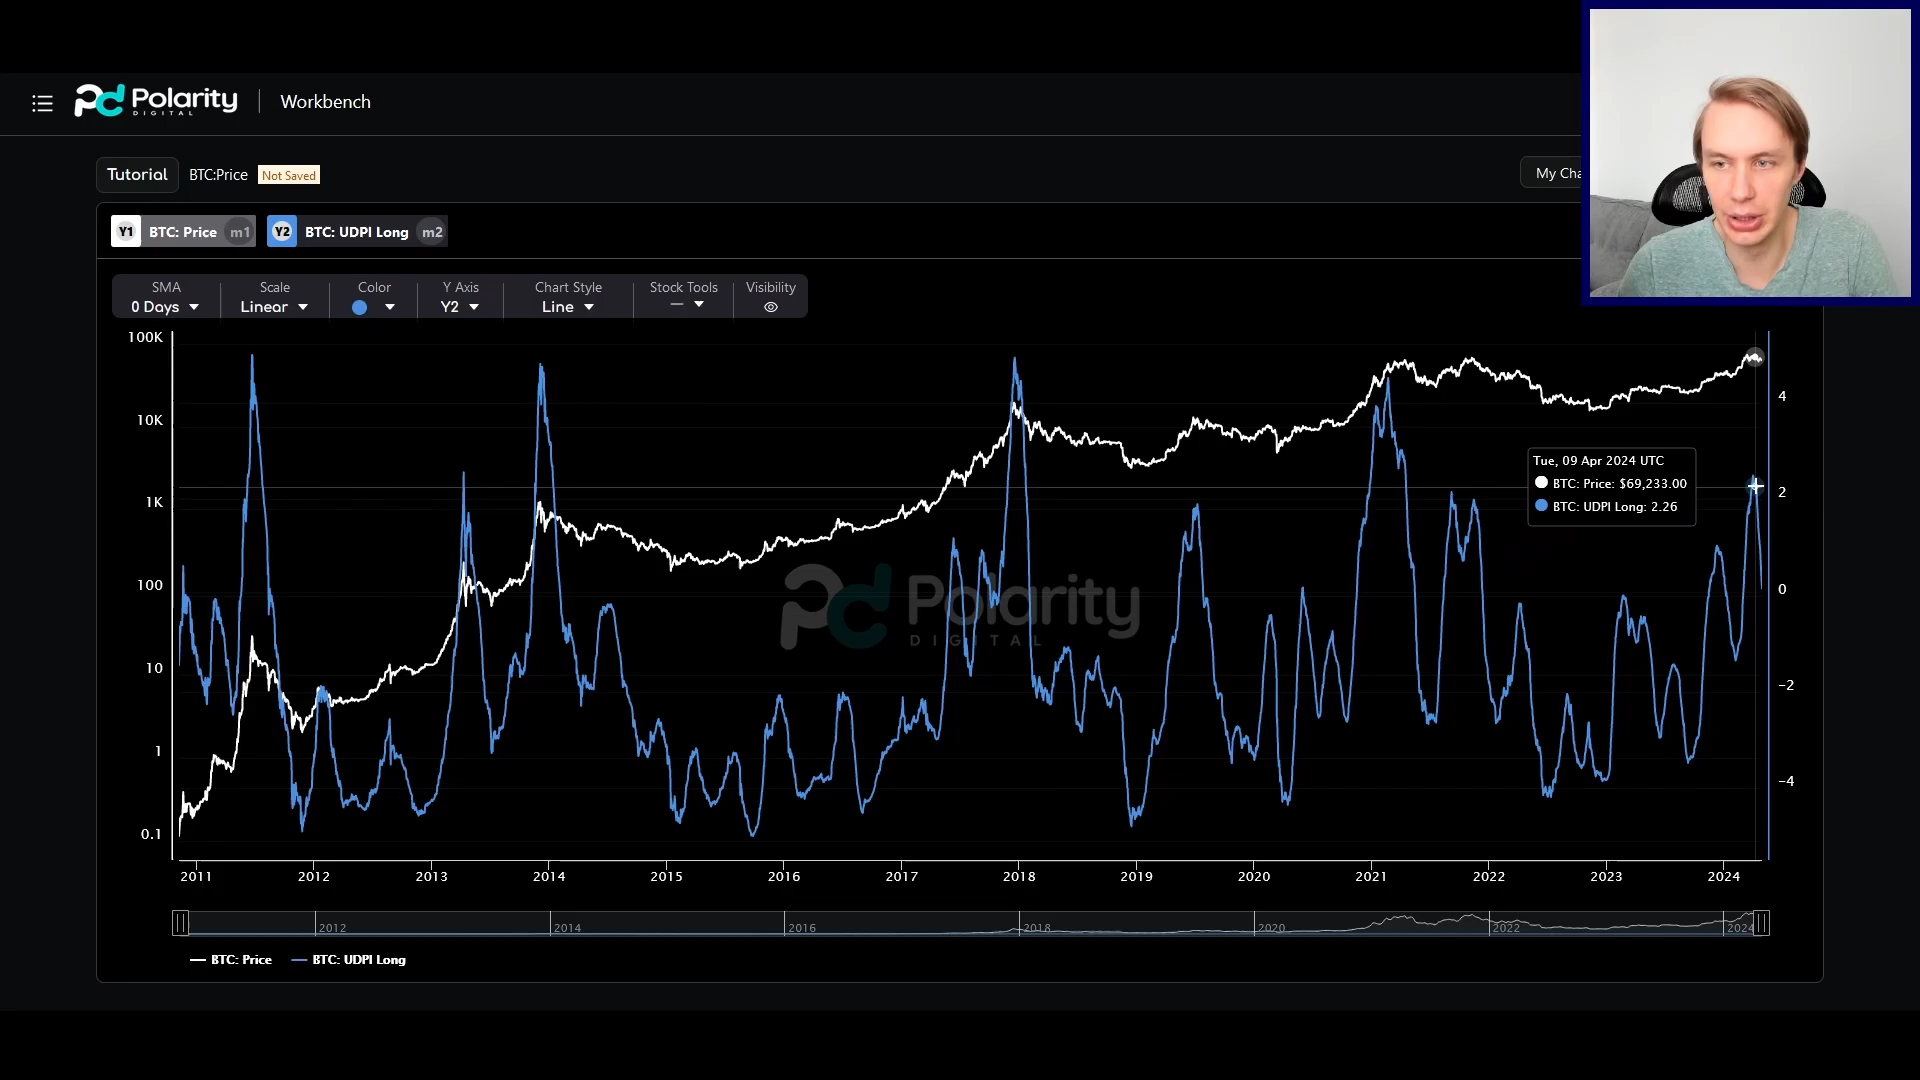 Polarity
DIGITAL
Workbench
Tutorial BTC:Price Not Saved
My Cha
Y1 BTC: Price m1 Y2 BTC: UDPI Long m2
SMA Scale Color Y Axis Chart Style Stock Tools Visibility
0 Days Linear Y2 Line
100K
10K
1K
100
10
1
0.1
4
2
0
-2
-4
Tue, 09 Apr 2024 UTC
BTC: Price: $69,233.00
BTC: UDPI Long: 2.26
Polarity
DIGITAL
2011 2012 2013 2014 2015 2016 2017 2018 2019 2020 2021 2022 2023 2024
2012 2014 2016 2018 2020 2022 2024
BTC: Price BTC: UDPI Long